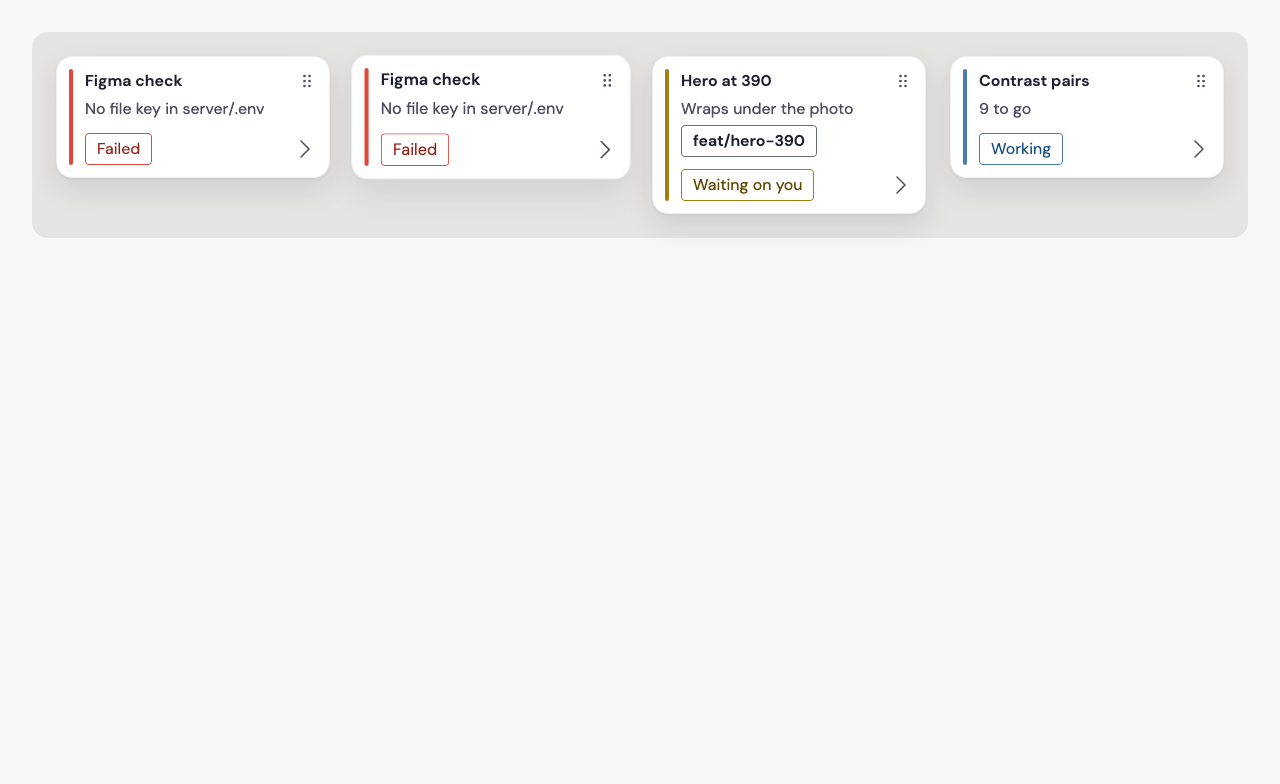 Figma check
No file key in server/.env
Failed
Figma check
No file key in server/.env
Failed
Hero at 390
Wraps under the photo
feat/hero-390
Waiting on you
Contrast pairs
9 to go
Working